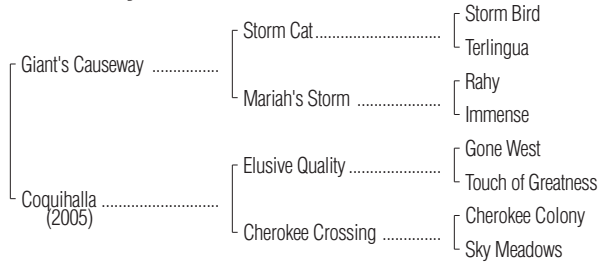 Storm Bird
Storm Cat....................
Terlingua
Giant's Causeway ................
Rahy
Mariah's Storm ....................
Immense
Gone West
Elusive Quality ......................
Touch of Greatness
Coquihalla ............................
(2005)
Cherokee Colony
Cherokee Crossing ...............
Sky Meadows